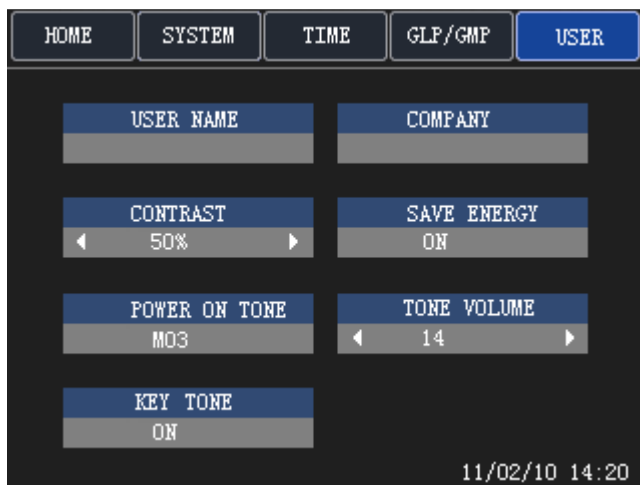 HOME SYSTEM TIME GLP/GMP USER
USER NAME COMPANY
CONTRAST SAVE ENERGY
50% ON
POWER ON TONE TONE VOLUME
M03 14
KEY TONE
ON
11/02/10 14:20